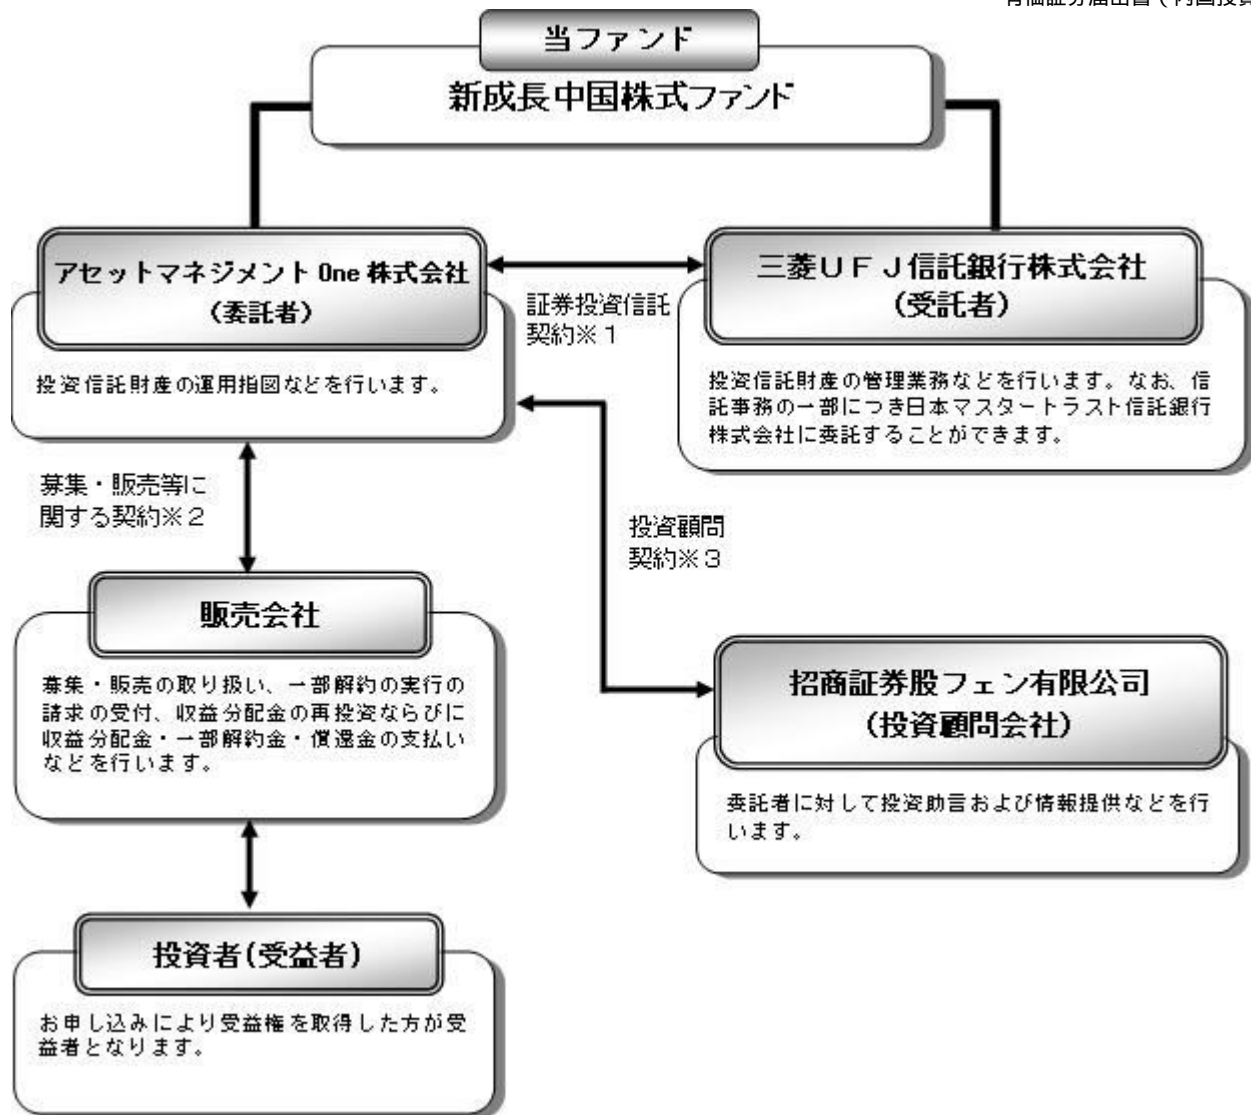 当ファンド
新成長中国株式ファンド
アセットマネジメント One 株式会社
（委託者）
投資信託財産の運用指図などを行います。
証券投資信託
契約※１
三菱ＵＦＪ信託銀行株式会社
（受託者）
投資信託財産の管理業務などを行います。なお、信
託事務の一部につき日本マスタートラスト信託銀行
株式会社に委託することができます。
募集・販売等に
関する契約※２
投資顧問
契約※３
販売会社
募集・販売の取り扱い、一部解約の実行の
請求の受付、収益分配金の再投資ならびに
収益分配金・一部解約金・償還金の支払い
などを行います。
招商証券股フェン有限公司
（投資顧問会社）
委託者に対して投資助言および情報提供などを行
います。
投資者（受益者）
お申し込みにより受益権を取得した方が受
益者となります。